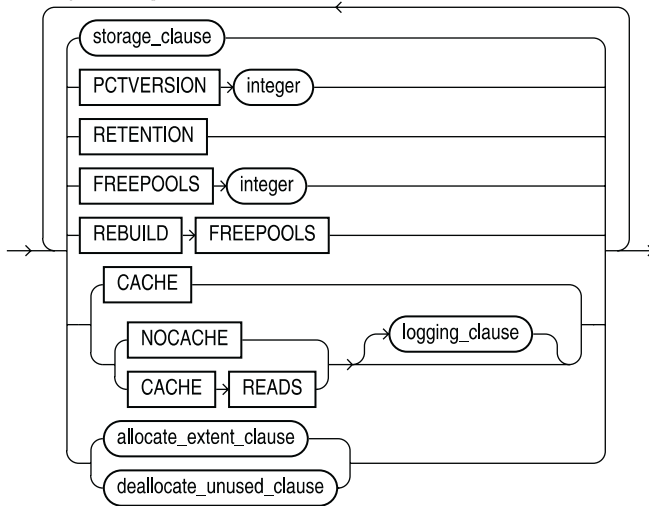 storage_clause
PCTVERSION integer
RETENTION
FREEPOOLS integer
REBUILD FREEPOOLS
CACHE
NOCACHE
logging_clause
CACHE READS
allocate_extent_clause
deallocate_unused_clause